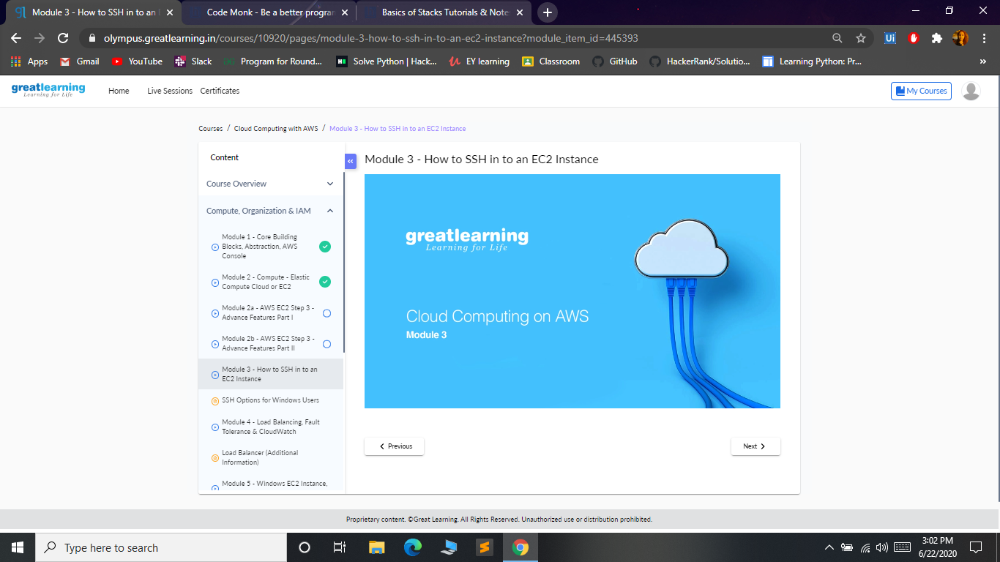 Module 3 - How to SSH in to an
Code Monk - Be a better program
Basics of Stacks Tutorials & Note
olympus.greatlearning.in/courses/10920/pages/module-3-how-to-ssh-in-to-an-ec2-instance?module_item_id=445393
Apps
Gmail
YouTube
Slack
Program for Round...
Solve Python | Hack...
EY learning
Classroom
GitHub
HackerRank/Solutio...
Learning Python: Pr...
»
greatlearning
Learning for Life
Home
Live Sessions
Certificates
My Courses
Courses / Cloud Computing with AWS / Module 3 - How to SSH in to an EC2 Instance
Content
«
Module 3 - How to SSH in to an EC2 Instance
Course Overview
Compute, Organization & IAM
Module 1 - Core Building
Blocks, Abstraction, AWS
Console
Module 2 - Compute - Elastic
Compute Cloud or EC2
Module 2a - AWS EC2 Step 3 -
Advance Features Part I
Module 2b - AWS EC2 Step 3 -
Advance Features Part II
Module 3 - How to SSH in to an
EC2 Instance
SSH Options for Windows Users
Module 4 - Load Balancing, Fault
Tolerance & CloudWatch
Load Balancer (Additional
Information)
Module 5 - Windows EC2 Instance,
greatlearning
Learning for Life
Cloud Computing on AWS
Module 3
Previous
Next
Proprietary content. ©Great Learning. All Rights Reserved. Unauthorized use or distribution prohibited.
Type here to search
3:02 PM
6/22/2020